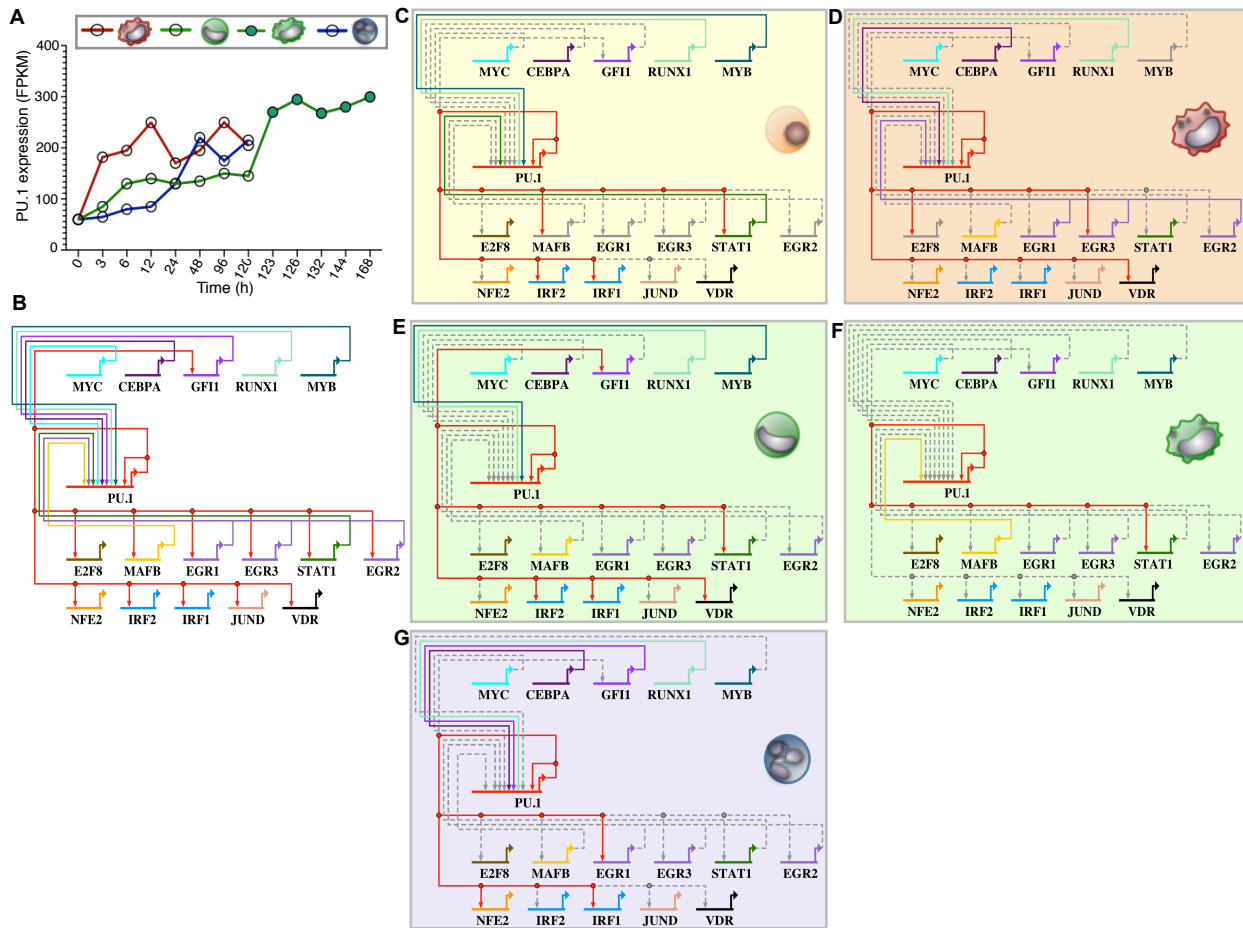 A
PU.1 expression (FPKM)
400
300
200
100
0
0 3 6 12 24 48 96 120 123 126 132 144 168
Time (h)
B
MYC CEBPA GFI1 RUNX1 MYB
PU.1
E2F8 MAFB EGR1 EGR3 STAT1 EGR2
NFE2 IRF2 IRF1 JUND VDR
C
MYC CEBPA GFI1 RUNX1 MYB
PU.1
E2F8 MAFB EGR1 EGR3 STAT1 EGR2
NFE2 IRF2 IRF1 JUND VDR
D
MYC CEBPA GFI1 RUNX1 MYB
PU.1
E2F8 MAFB EGR1 EGR3 STAT1 EGR2
NFE2 IRF2 IRF1 JUND VDR
E
MYC CEBPA GFI1 RUNX1 MYB
PU.1
E2F8 MAFB EGR1 EGR3 STAT1 EGR2
NFE2 IRF2 IRF1 JUND VDR
F
MYC CEBPA GFI1 RUNX1 MYB
PU.1
E2F8 MAFB EGR1 EGR3 STAT1 EGR2
NFE2 IRF2 IRF1 JUND VDR
G
MYC CEBPA GFI1 RUNX1 MYB
PU.1
E2F8 MAFB EGR1 EGR3 STAT1 EGR2
NFE2 IRF2 IRF1 JUND VDR